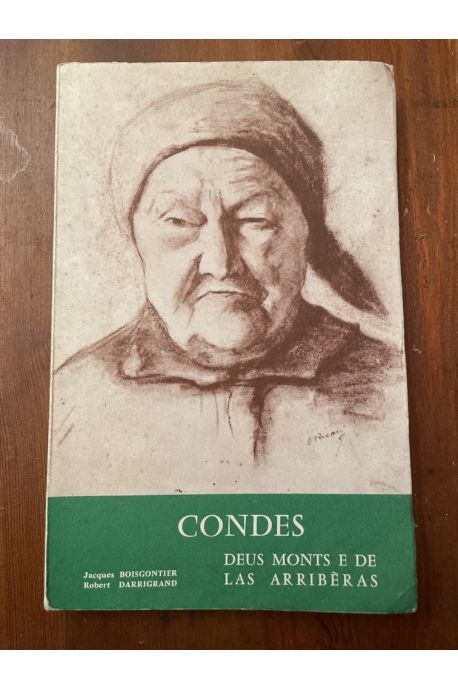 CONDES
DEUS MONTS E DE
LAS ARRIBÈRAS
Jacques BOISGONTIER
Robert DARRIGRAND